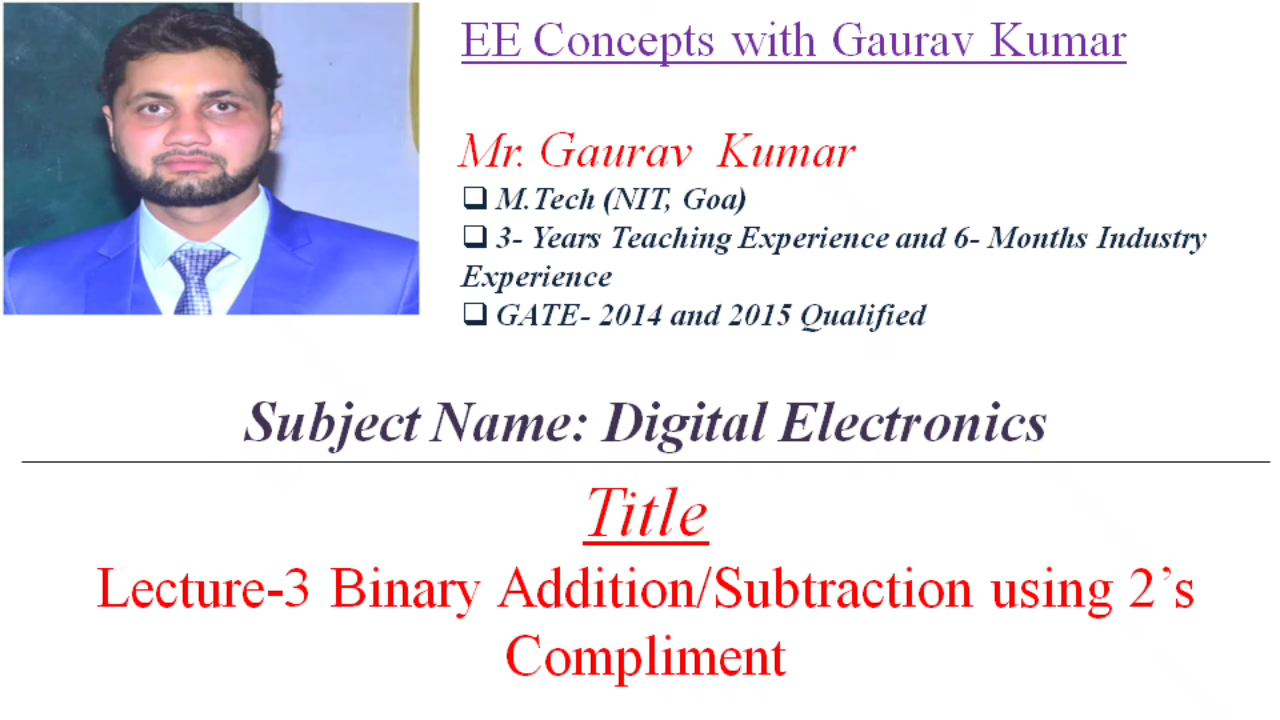 EE Concepts with Gaurav Kumar
Mr. Gaurav Kumar
❑ M.Tech (NIT, Goa)
❑ 3- Years Teaching Experience and 6- Months Industry
Experience
❑ GATE- 2014 and 2015 Qualified
Subject Name: Digital Electronics
Title
Lecture-3 Binary Addition/Subtraction using 2’s
Compliment